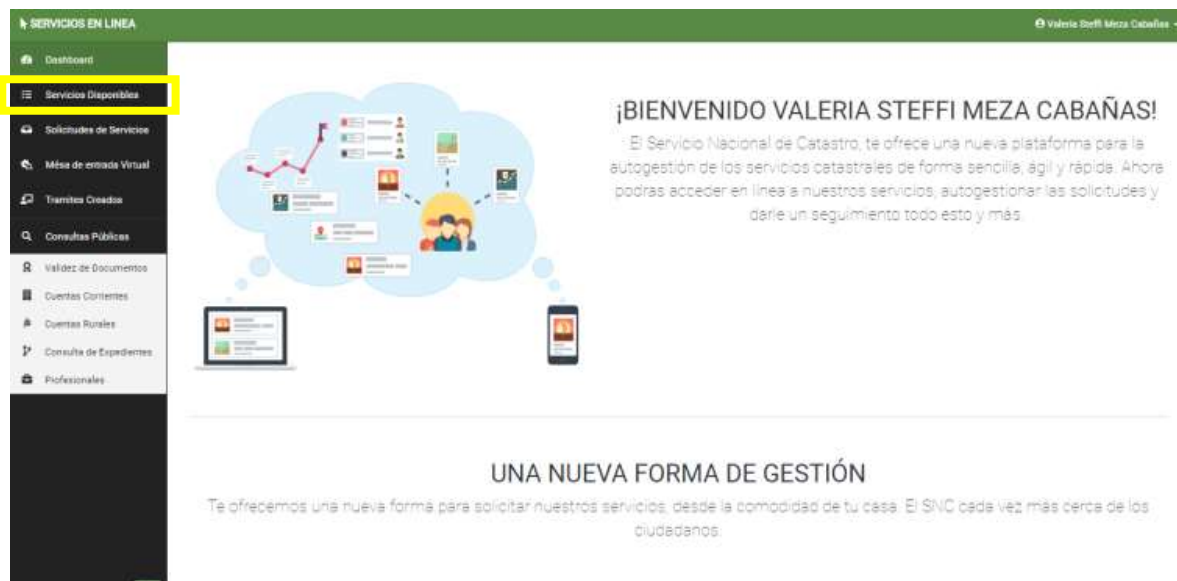 SERVICIOS EN LINEA
Valeria Steffi Meza Cabañas
Dashboard
Servicios Disponibles
Solicitudes de Servicios
Mésa de entrada Virtual
Tramites Creados
Consultas Públicas
Validez de Documentos
Cuentas Corrientes
Cuentas Rurales
Consulta de Expedientes
Profesionales
¡BIENVENIDO VALERIA STEFFI MEZA CABAÑAS!
El Servicio Nacional de Catastro, te ofrece una nueva plataforma para la
autogestión de los servicios catastrales de forma sencilla, ágil y rápida. Ahora
podras acceder en línea a nuestros servicios, autogestionar las solicitudes y
darle un seguimiento todo esto y más.
UNA NUEVA FORMA DE GESTIÓN
Te ofrecemos una nueva forma para solicitar nuestros servicios, desde la comodidad de tu casa. El SNC cada vez más cerca de los
ciudadanos.